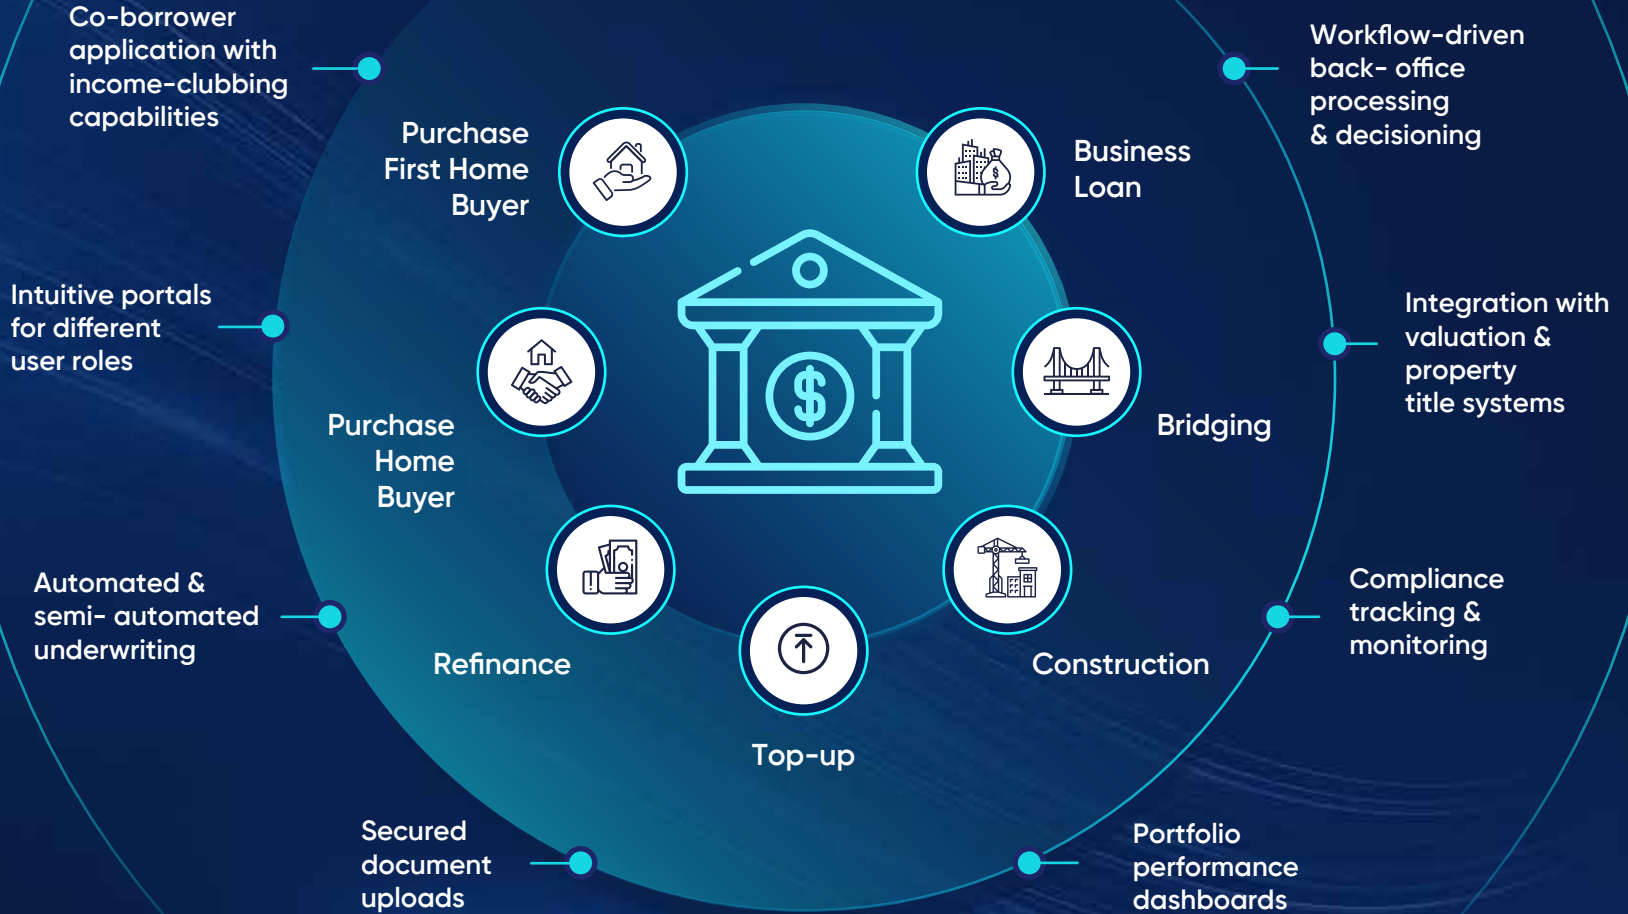 Co-borrower
application with
income-clubbing
capabilities
Workflow-driven
back- office
processing
& decisioning
Purchase
First Home
Buyer
Business
Loan
$
Intuitive portals
for different
user roles
Integration with
valuation &
property
title systems
$
Purchase
Home
Buyer
Bridging
Automated &
semi- automated
underwriting
Compliance
tracking &
monitoring
Refinance
Construction
Top-up
Secured
document
uploads
Portfolio
performance
dashboards